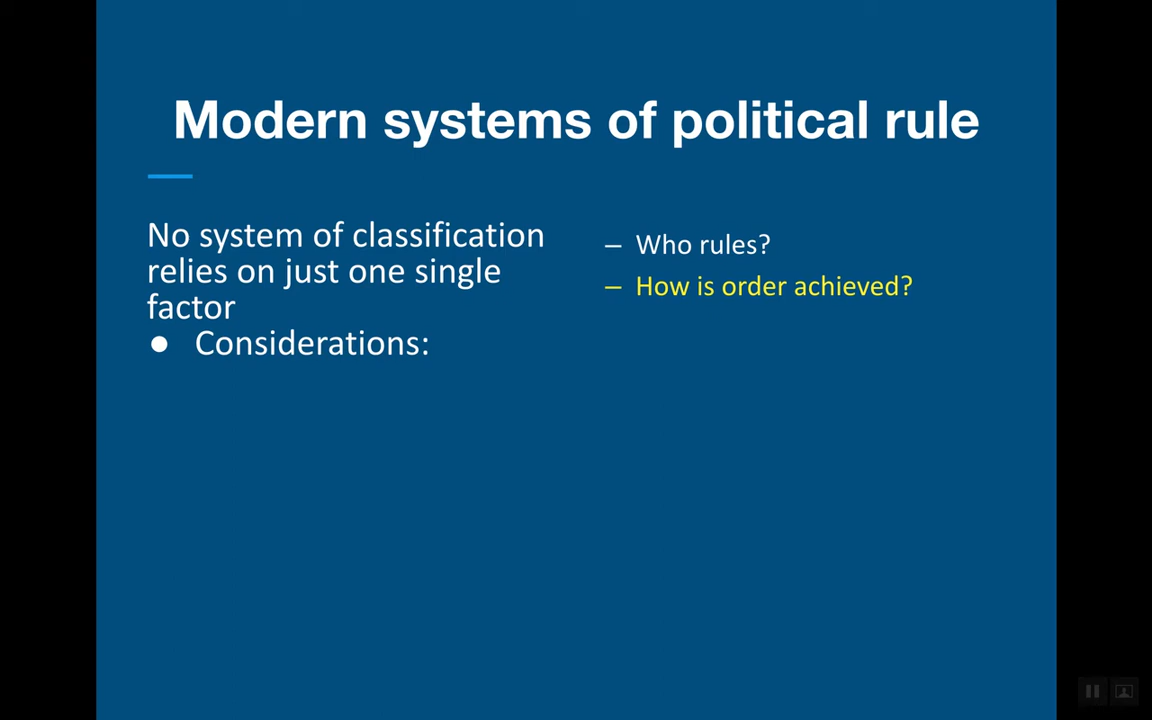 Modern systems of political rule
No system of classification
relies on just one single
factor
● Considerations:
– Who rules?
– How is order achieved?